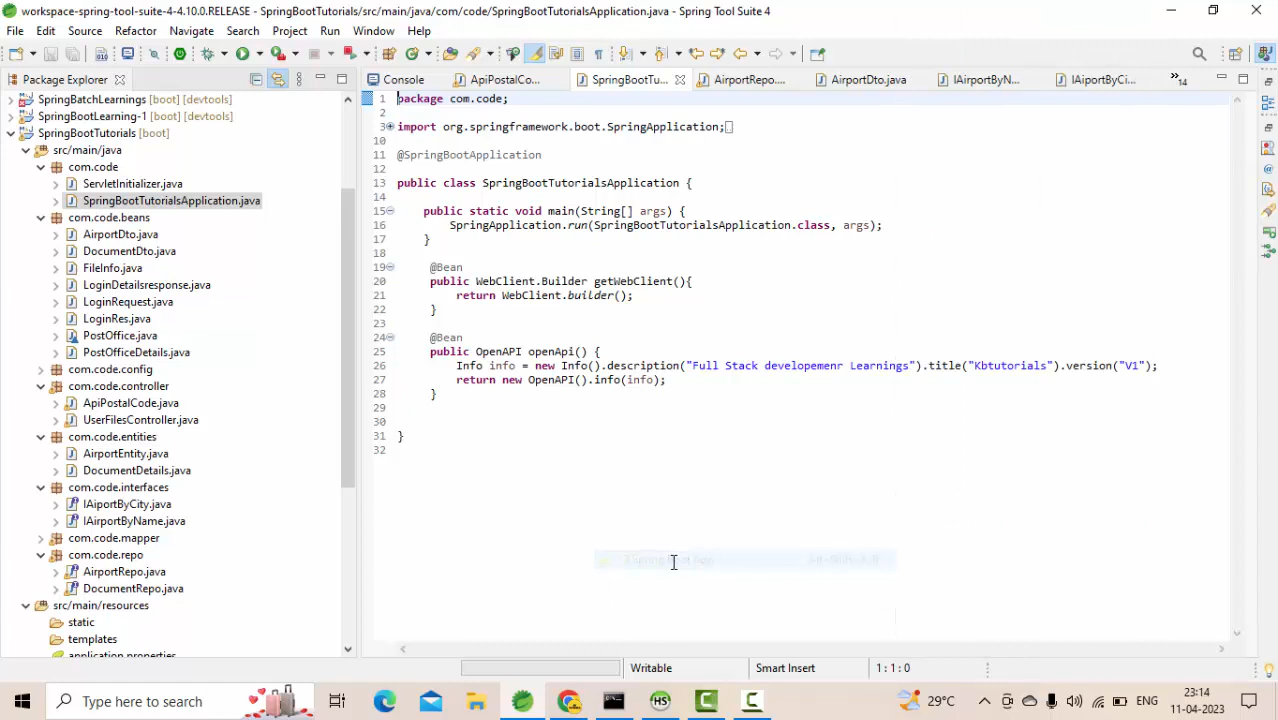 workspace-spring-tool-suite-4-4.10.0.RELEASE - SpringBootTutorials/src/main/java/com/code/SpringBootTutorialsApplication.java - Spring Tool Suite 4
File Edit Source Refactor Navigate Search Project Run Window Help
Package Explorer
Console ApiPostalCo... SpringBootTu... AirportRepo.... AirportDto.java IAirportByN... IAirportByCi... 14
SpringBatchLearnings [boot] [devtools]
SpringBootLearning-1 [boot] [devtools]
SpringBootTutorials [boot]
src/main/java
com.code
ServletInitializer.java
SpringBootTutorialsApplication.java
com.code.beans
AirportDto.java
DocumentDto.java
FileInfo.java
LoginDetailsresponse.java
LoginRequest.java
LoginRes.java
PostOffice.java
PostOfficeDetails.java
com.code.config
com.code.controller
ApiPostalCode.java
UserFilesController.java
com.code.entities
AirportEntity.java
DocumentDetails.java
com.code.interfaces
IAiportByCity.java
IAirportByName.java
com.code.mapper
com.code.repo
AirportRepo.java
DocumentRepo.java
src/main/resources
static
templates
application.properties
1 package com.code;
2
3 import org.springframework.boot.SpringApplication;
10
11 @SpringBootApplication
12
13 public class SpringBootTutorialsApplication {
14
15 public static void main(String[] args) {
16 SpringApplication.run(SpringBootTutorialsApplication.class, args);
17 }
18
19 @Bean
20 public WebClient.Builder getWebClient(){
21 return WebClient.builder();
22 }
23
24 @Bean
25 public OpenAPI openApi() {
26 Info info = new Info().description("Full Stack developemenr Learnings").title("Kbtutorials").version("V1");
27 return new OpenAPI().info(info);
28 }
29
30
31 }
32
Writable Smart Insert 1 : 1 : 0
Type here to search
29°C ENG 23:14
11-04-2023